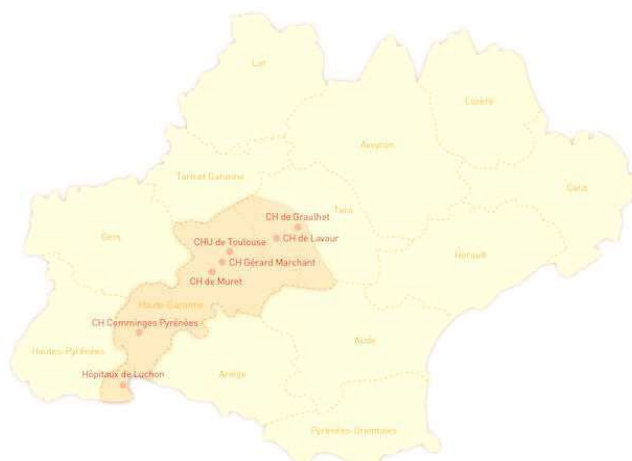 Lot
Lozère
Aveyron
Tarn et Garonne
Gard
CH de Graulhet
Tarn
Gers
CH de Lavaur
CHU de Toulouse
Hérault
CH Gérard Marchant
CH de Muret
Haute-Garonne
CH Comminges Pyrénées
Aude
Hautes-Pyrénées
Ariège
Hôpitaux de Luchon
Pyrénées-Orientales